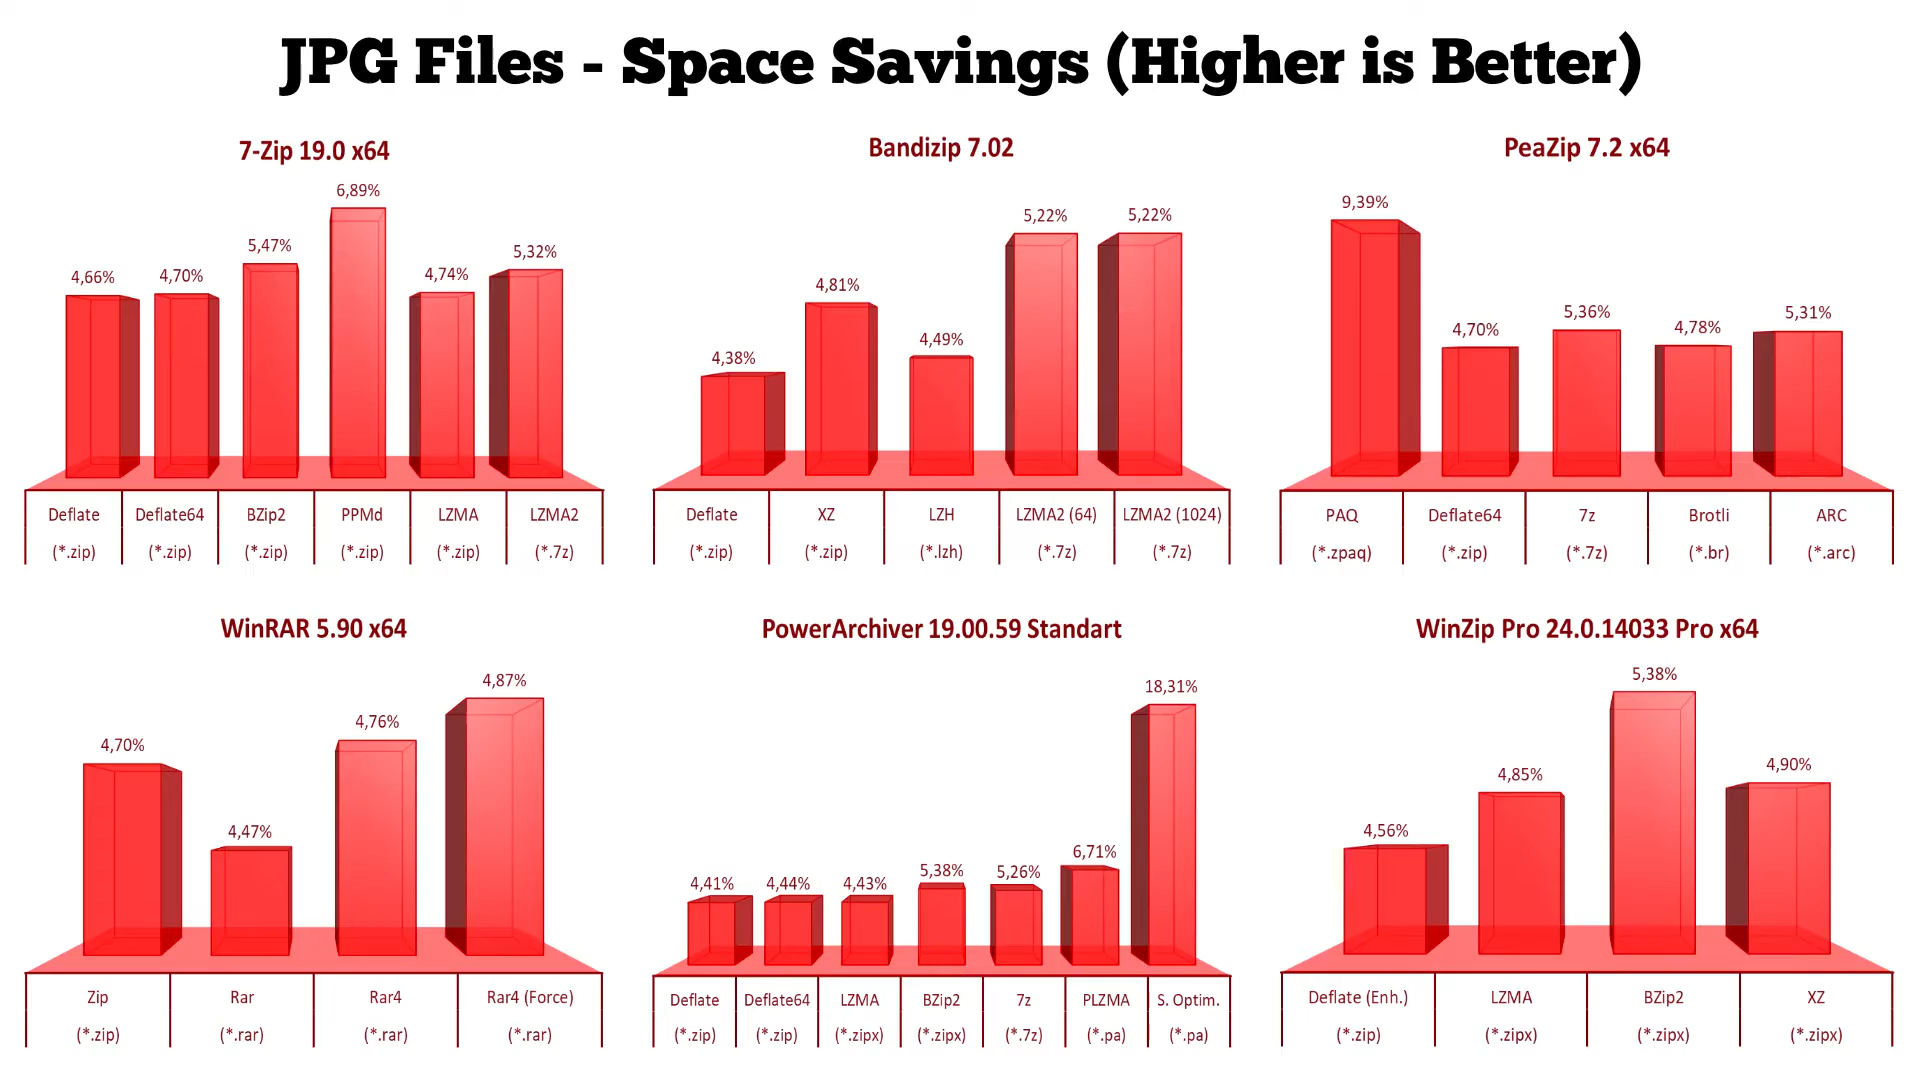 JPG Files - Space Savings (Higher is Better)
7-Zip 19.0 x64
4,66%
4,70%
5,47%
6,89%
4,74%
5,32%
Deflate
(*.zip)
Deflate64
(*.zip)
BZip2
(*.zip)
PPMd
(*.zip)
LZMA
(*.zip)
LZMA2
(*.7z)
Bandizip 7.02
4,38%
4,81%
4,49%
5,22%
5,22%
Deflate
(*.zip)
XZ
(*.zip)
LZH
(*.lzh)
LZMA2 (64)
(*.7z)
LZMA2 (1024)
(*.7z)
PeaZip 7.2 x64
9,39%
4,70%
5,36%
4,78%
5,31%
PAQ
(*.zpaq)
Deflate64
(*.zip)
7z
(*.7z)
Brotli
(*.br)
ARC
(*.arc)
WinRAR 5.90 x64
4,70%
4,47%
4,76%
4,87%
Zip
(*.zip)
Rar
(*.rar)
Rar4
(*.rar)
Rar4 (Force)
(*.rar)
PowerArchiver 19.00.59 Standart
4,41%
4,44%
4,43%
5,38%
5,26%
6,71%
18,31%
Deflate
(*.zip)
Deflate64
(*.zip)
LZMA
(*.zipx)
BZip2
(*.zipx)
7z
(*.7z)
PLZMA
(*.pa)
S. Optim.
(*.pa)
WinZip Pro 24.0.14033 Pro x64
4,56%
4,85%
5,38%
4,90%
Deflate (Enh.)
(*.zip)
LZMA
(*.zipx)
BZip2
(*.zipx)
XZ
(*.zipx)